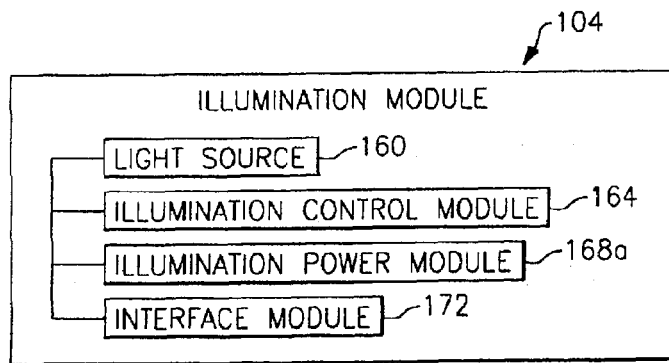 104
ILLUMINATION MODULE
LIGHT SOURCE 160
ILLUMINATION CONTROL MODULE 164
ILLUMINATION POWER MODULE 168a
INTERFACE MODULE 172